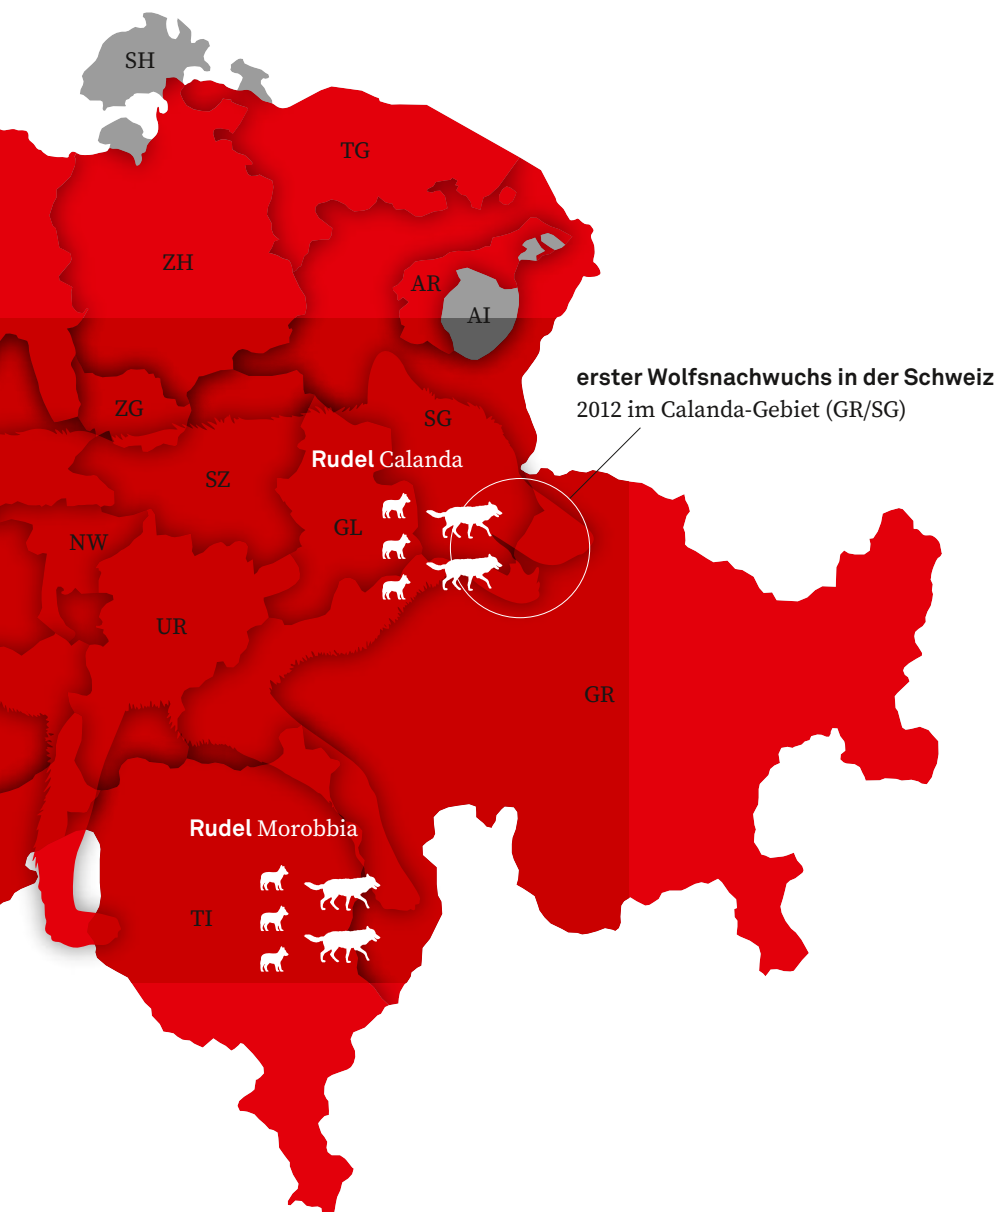 SH
TG
ZH
AR
AI
erster Wolfsnachwuchs in der Schweiz
2012 im Calanda-Gebiet (GR/SG)
ZG
SG
Rudel Calanda
SZ
GL
NW
UR
GR
Rudel Morobbia
TI